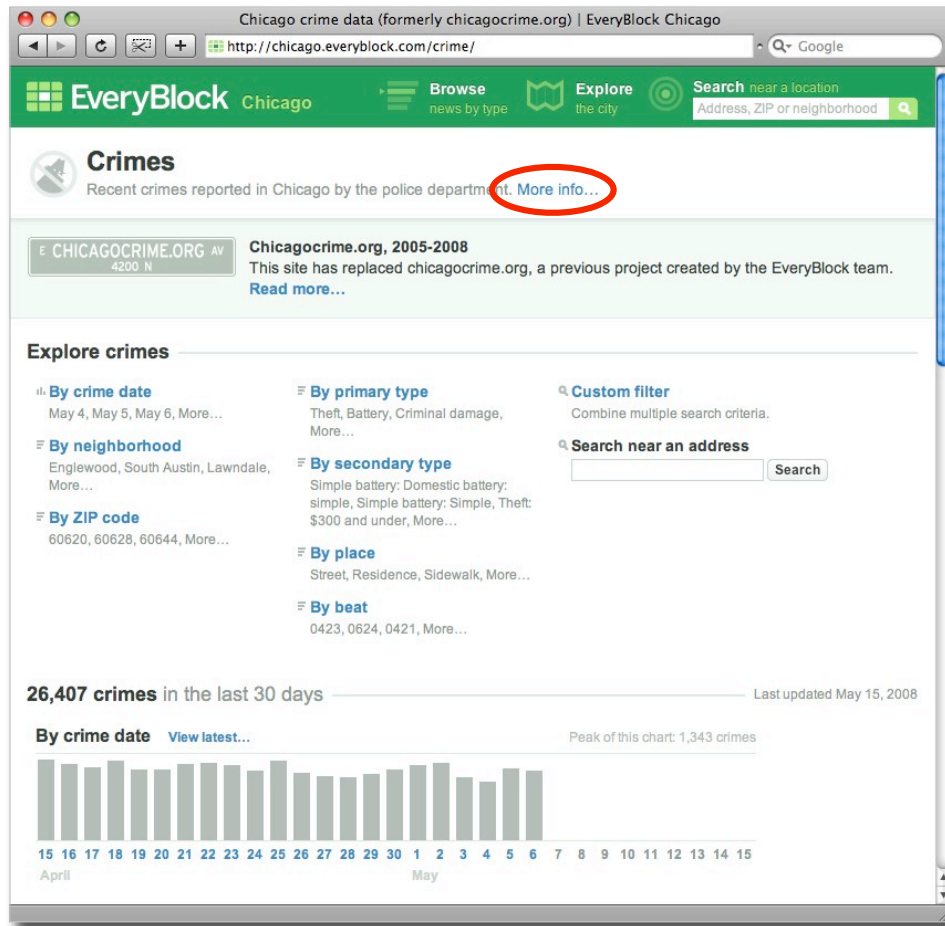 Chicago crime data (formerly chicagocrime.org) | EveryBlock Chicago
http://chicago.everyblock.com/crime/
Google
EveryBlock Chicago
Browse
news by type
Explore
the city
Search near a location
Address, ZIP or neighborhood
Crimes
Recent crimes reported in Chicago by the police department. More info...
E CHICAGOCRIME.ORG AV
4200 N
Chicagocrime.org, 2005-2008
This site has replaced chicagocrime.org, a previous project created by the EveryBlock team.
Read more...
Explore crimes
By crime date
May 4, May 5, May 6, More...
By neighborhood
Englewood, South Austin, Lawndale,
More...
By ZIP code
60620, 60628, 60644, More...
By primary type
Theft, Battery, Criminal damage,
More...
By secondary type
Simple battery: Domestic battery:
simple, Simple battery: Simple, Theft:
$300 and under, More...
By place
Street, Residence, Sidewalk, More...
By beat
0423, 0624, 0421, More...
Custom filter
Combine multiple search criteria.
Search near an address
Search
26,407 crimes in the last 30 days
Last updated May 15, 2008
By crime date View latest...
Peak of this chart: 1,343 crimes
15 16 17 18 19 20 21 22 23 24 25 26 27 28 29 30 1 2 3 4 5 6 7 8 9 10 11 12 13 14 15
April May